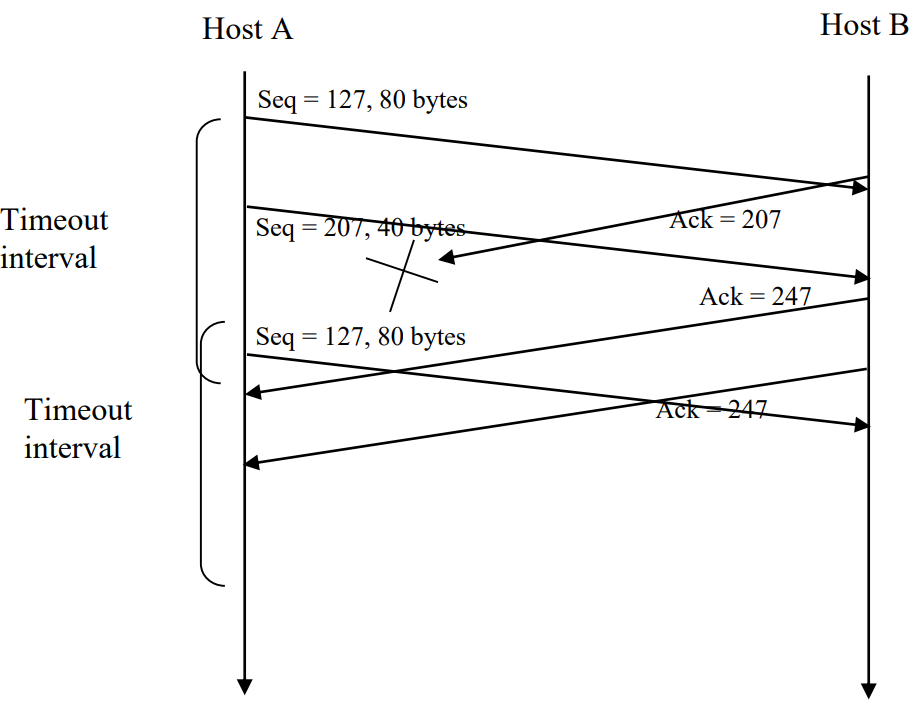 Host A
Host B
Seq = 127, 80 bytes
Timeout
interval
Seq = 207, 40 bytes
Ack = 207
Ack = 247
Seq = 127, 80 bytes
Timeout
interval
Ack = 247